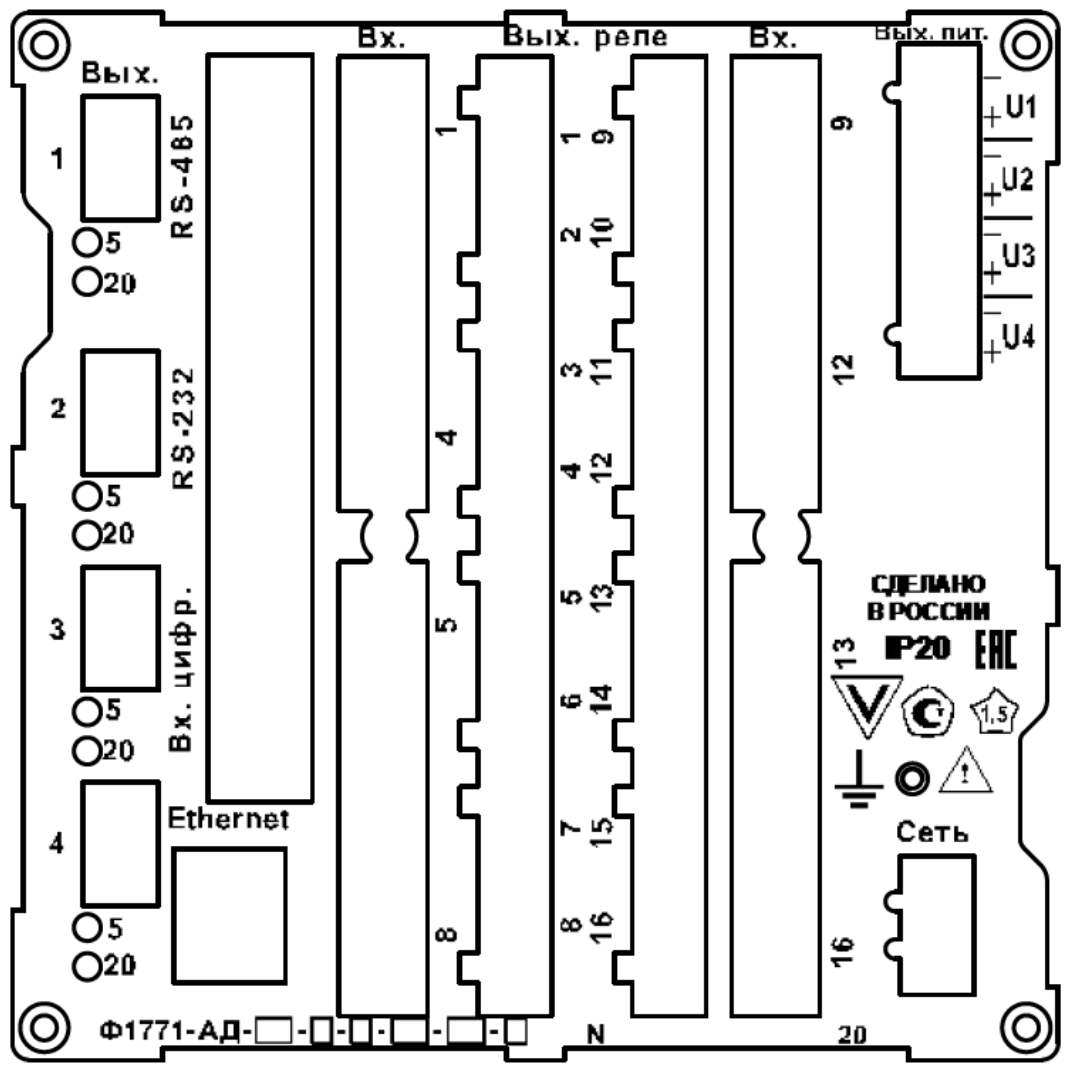 Вх.
Вых. реле
Вх.
Вых. пит.
Вых.
1
RS-485
5
20
2
RS-232
5
20
3
Вх. цифр.
5
20
4
Ethernet
5
20
1
4
5
8
1
2
3
4
5
6
7
8
9
10
11
12
13
14
15
16
9
12
13
16
− + U1
− + U2
− + U3
− + U4
СДЕЛАНО
В РОССИИ
IP20 EAC
V С 1,5
!
Сеть
Ф1771-АД- - - - - -
N
20